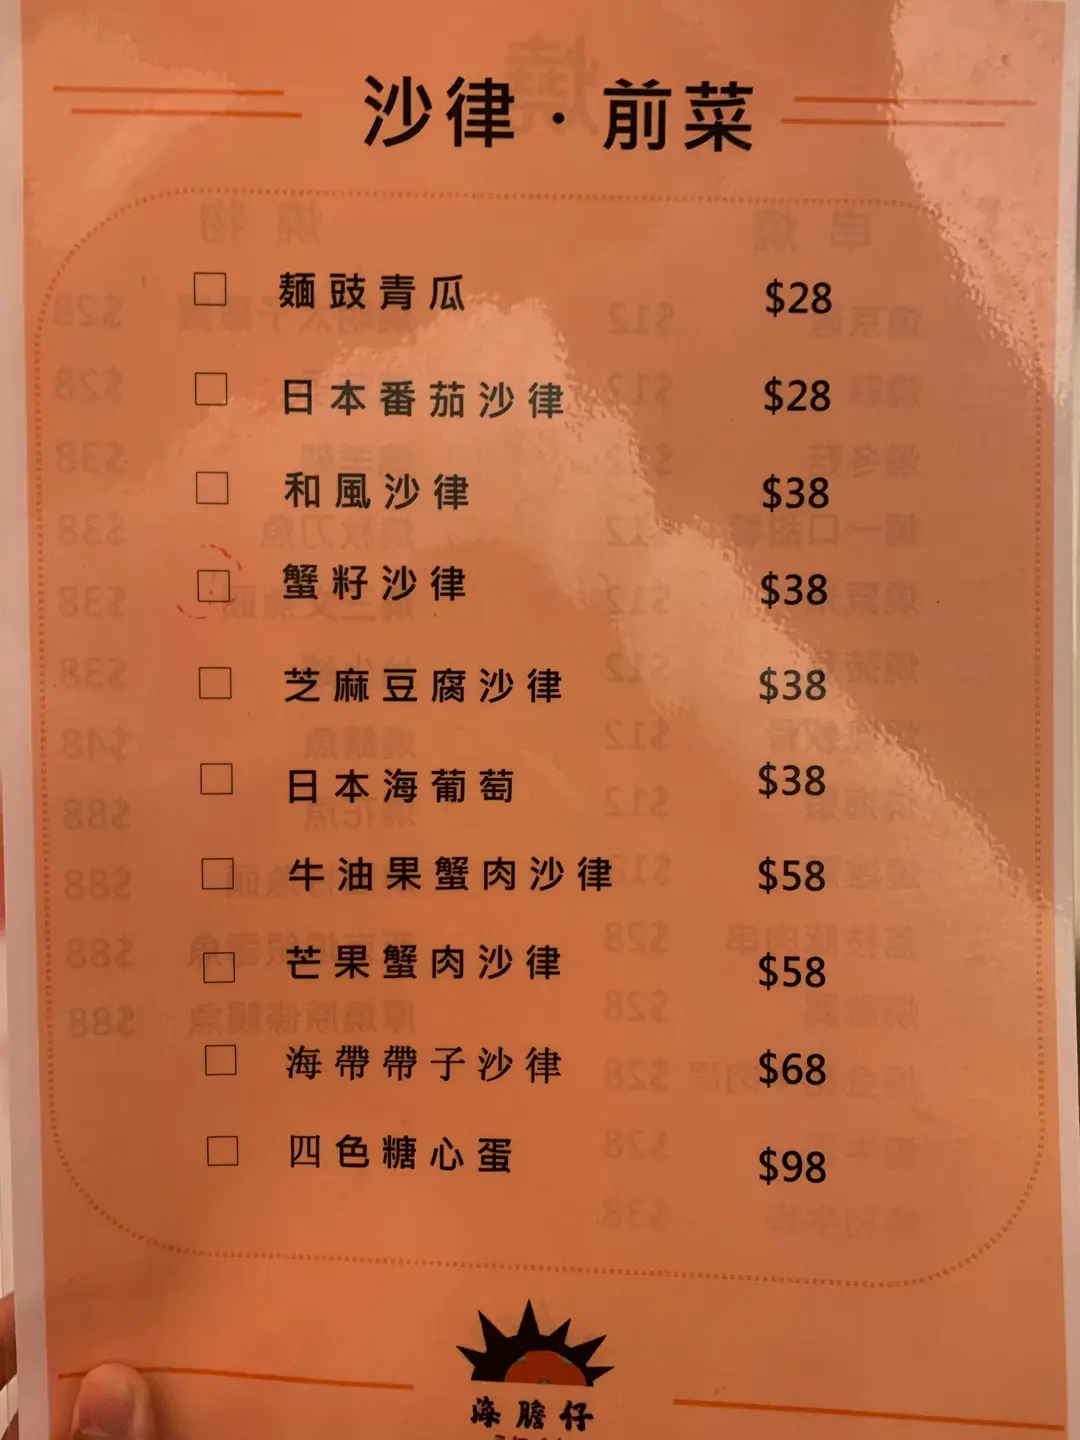 沙律·前菜
麵豉青瓜 $28
日本番茄沙律 $28
和風沙律 $38
蟹籽沙律 $38
芝麻豆腐沙律 $38
日本海葡萄 $38
牛油果蟹肉沙律 $58
芒果蟹肉沙律 $58
海帶帶子沙律 $68
四色糖心蛋 $98
海膽仔